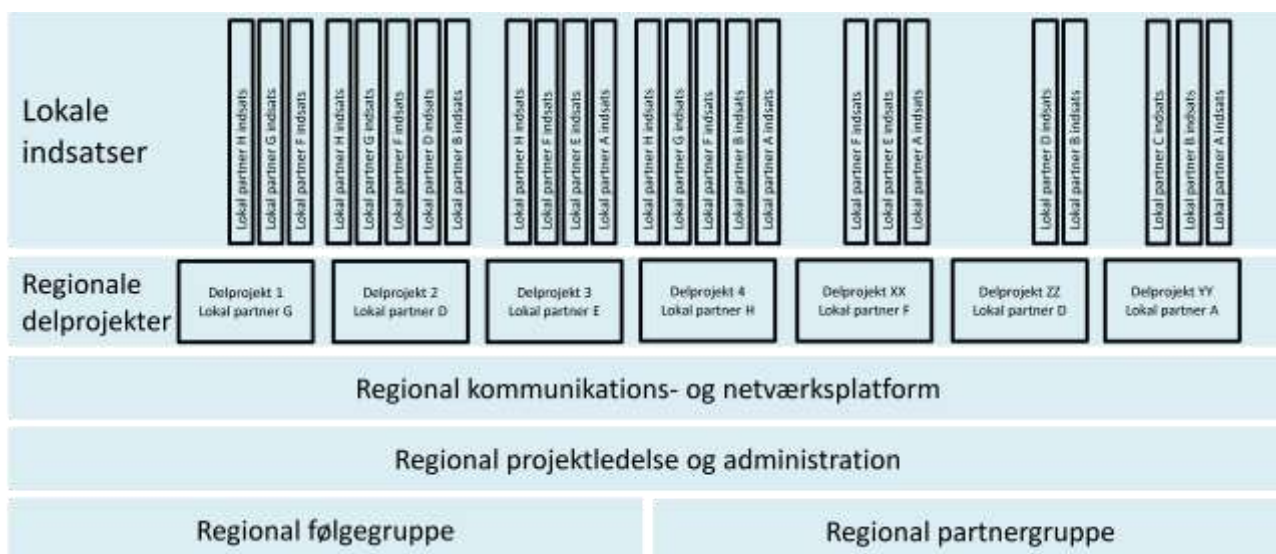 Lokale
indsatser
Lokal partner H indsats
Lokal partner G indsats
Lokal partner F indsats
Lokal partner H indsats
Lokal partner G indsats
Lokal partner F indsats
Lokal partner D indsats
Lokal partner B indsats
Lokal partner H indsats
Lokal partner F indsats
Lokal partner E indsats
Lokal partner A indsats
Lokal partner H indsats
Lokal partner G indsats
Lokal partner F indsats
Lokal partner B indsats
Lokal partner A indsats
Lokal partner F indsats
Lokal partner E indsats
Lokal partner A indsats
Lokal partner D indsats
Lokal partner B indsats
Lokal partner C indsats
Lokal partner B indsats
Lokal partner A Indsats
Regionale
delprojekter
Delprojekt 1
Lokal partner G
Delprojekt 2
Lokal partner D
Delprojekt 3
Lokal partner E
Delprojekt 4
Lokal partner H
Delprojekt XX
Lokal partner F
Delprojekt ZZ
Lokal partner D
Delprojekt YY
Lokal partner A
Regional kommunikations- og netværksplatform
Regional projektledelse og administration
Regional følgegruppe
Regional partnergruppe